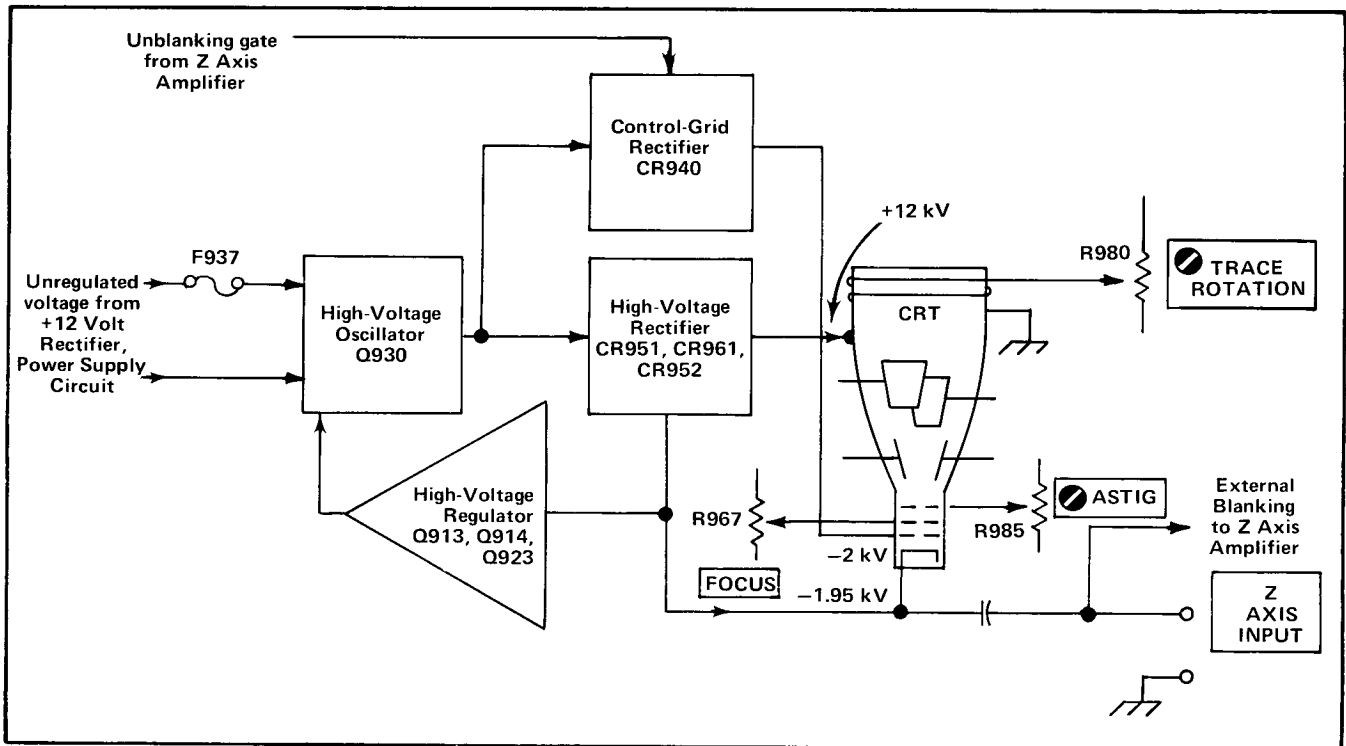 Unblanking gate
from Z Axis
Amplifier
Control-Grid
Rectifier
CR940
+12 kV
F937
Unregulated
voltage from
+12 Volt
Rectifier,
Power Supply
Circuit
High-Voltage
Oscillator
Q930
High-Voltage
Rectifier
CR951, CR961,
CR952
CRT
R980
TRACE
ROTATION
High-Voltage
Regulator
Q913, Q914,
Q923
R967
FOCUS
−2 kV
−1.95 kV
R985
ASTIG
External
Blanking
to Z Axis
Amplifier
Z
AXIS
INPUT